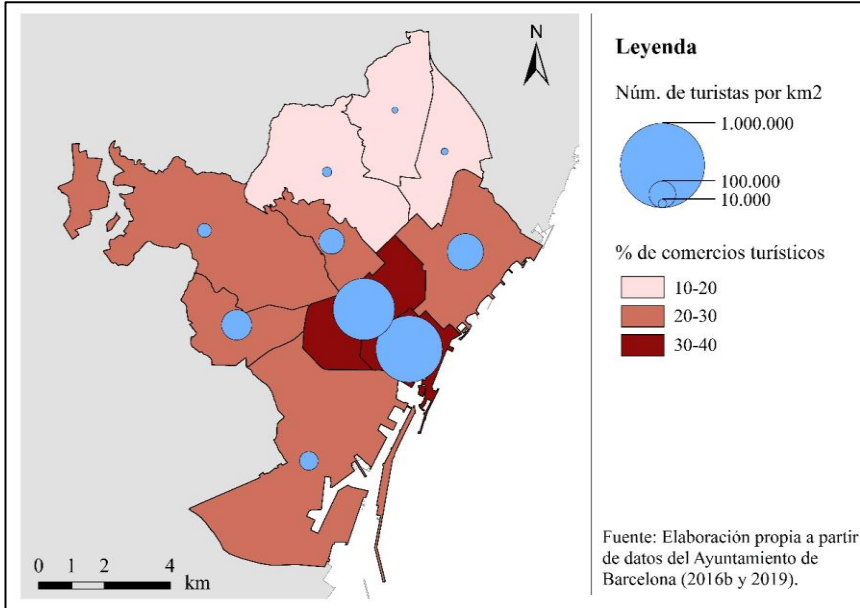 N
Leyenda
Núm. de turistas por km2
1.000.000
100.000
10.000
% de comercios turísticos
10-20
20-30
30-40
Fuente: Elaboración propia a partir
de datos del Ayuntamiento de
Barcelona (2016b y 2019).
0 1 2 4
km